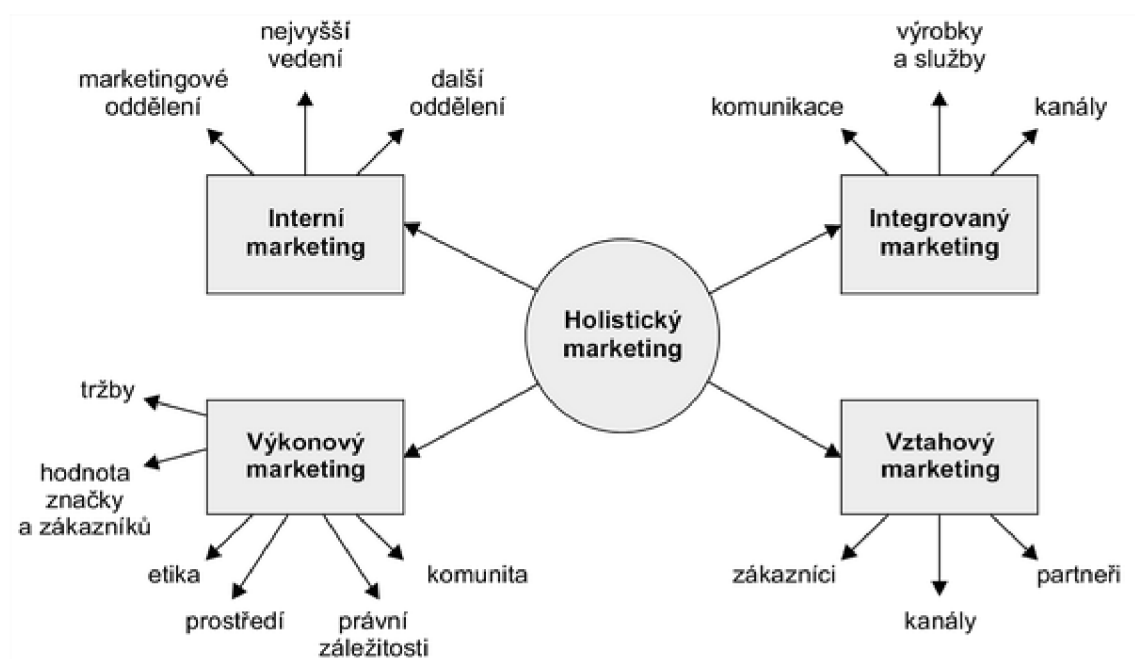 nejvyšší
vedení
marketingové
oddělení
další
oddělení
Interní
marketing
výrobky
a služby
komunikace
kanály
Integrovaný
marketing
Holistický
marketing
tržby
hodnota
značky
a zákazníků
Výkonový
marketing
etika
prostředí
právní
záležitosti
komunita
Vztahový
marketing
zákazníci
kanály
partneři